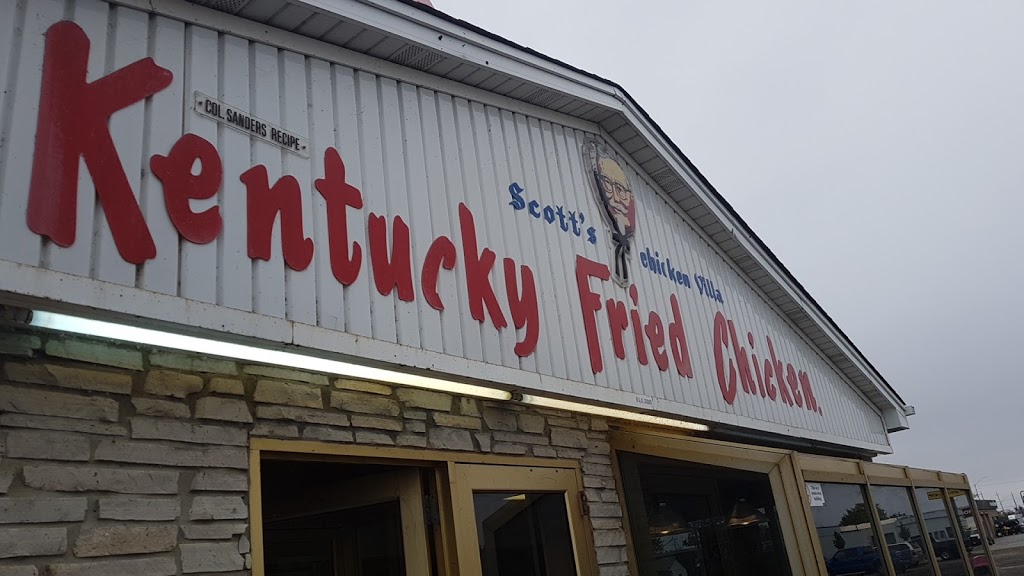 COL. SANDERS RECIPE
Scott's chicken Villa
Kentucky Fried Chicken.